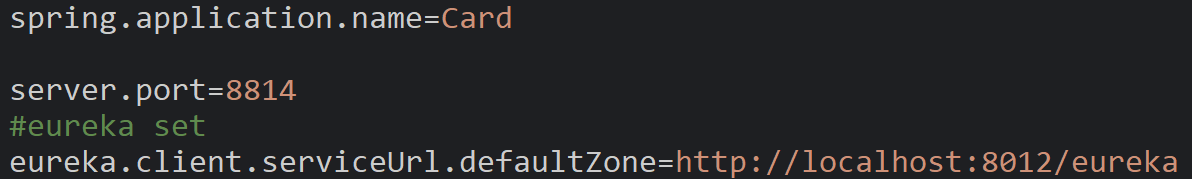 spring.application.name=Card
server.port=8814
#eureka set
eureka.client.serviceUrl.defaultZone=http://localhost:8012/eureka